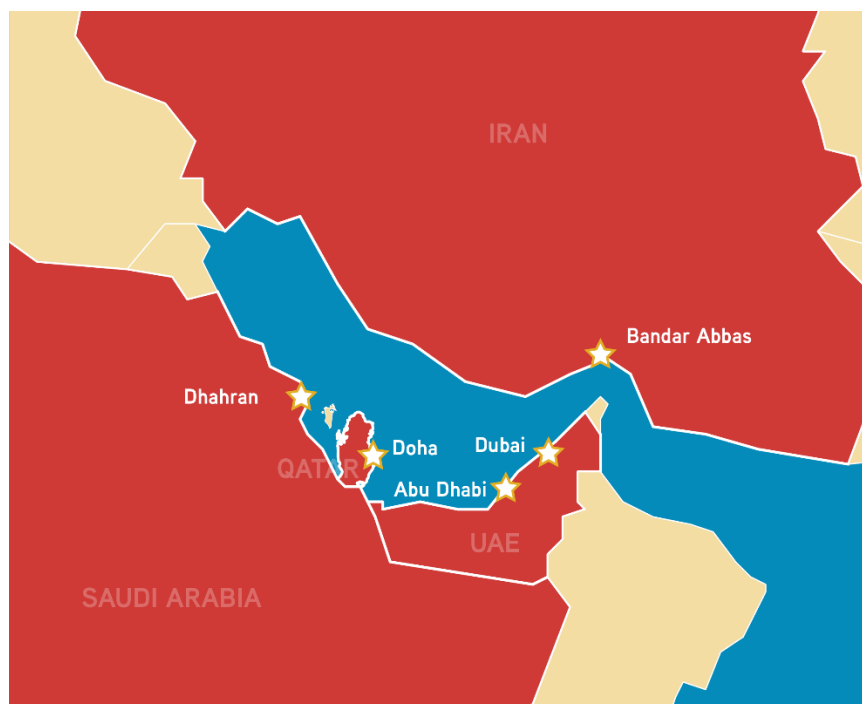 IRAN
Bandar Abbas
Dhahran
Doha
Dubai
QATAR
Abu Dhabi
UAE
SAUDI ARABIA